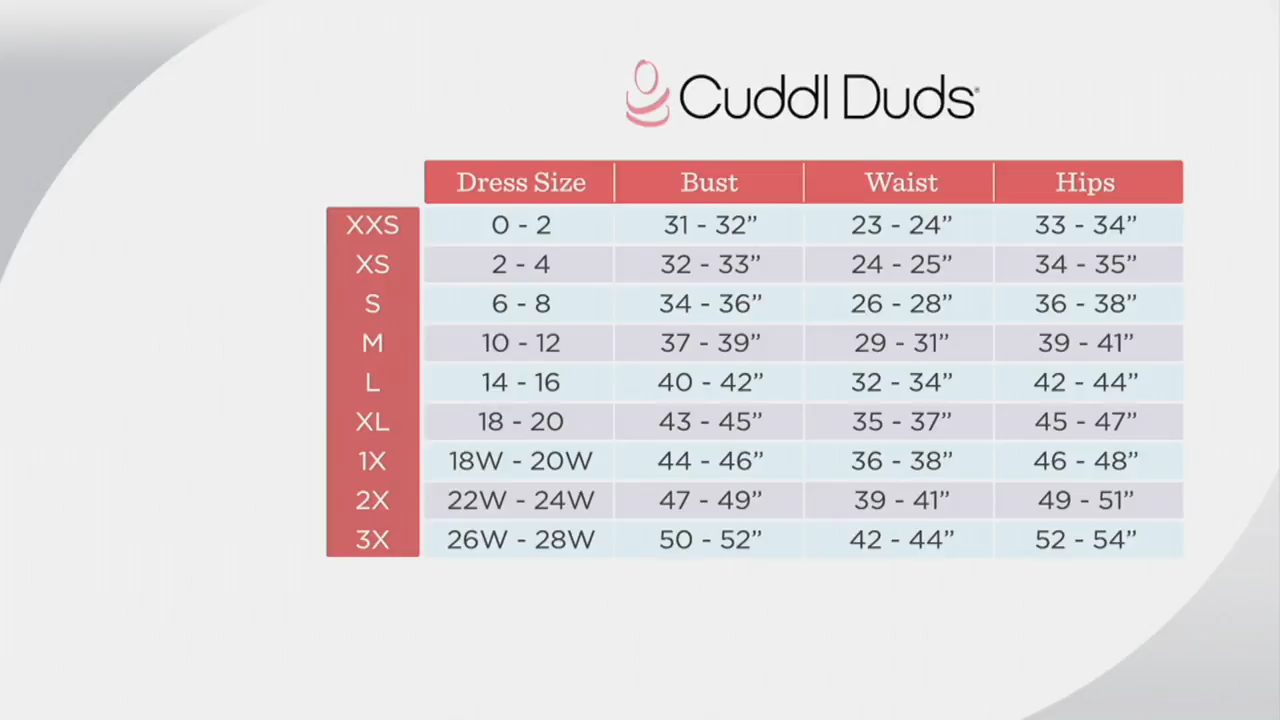 Cuddl Duds®
Dress Size Bust Waist Hips
XXS 0 - 2 31 - 32” 23 - 24” 33 - 34”
XS 2 - 4 32 - 33” 24 - 25” 34 - 35”
S 6 - 8 34 - 36” 26 - 28” 36 - 38”
M 10 - 12 37 - 39” 29 - 31” 39 - 41”
L 14 - 16 40 - 42” 32 - 34” 42 - 44”
XL 18 - 20 43 - 45” 35 - 37” 45 - 47”
1X 18W - 20W 44 - 46” 36 - 38” 46 - 48”
2X 22W - 24W 47 - 49” 39 - 41” 49 - 51”
3X 26W - 28W 50 - 52” 42 - 44” 52 - 54”